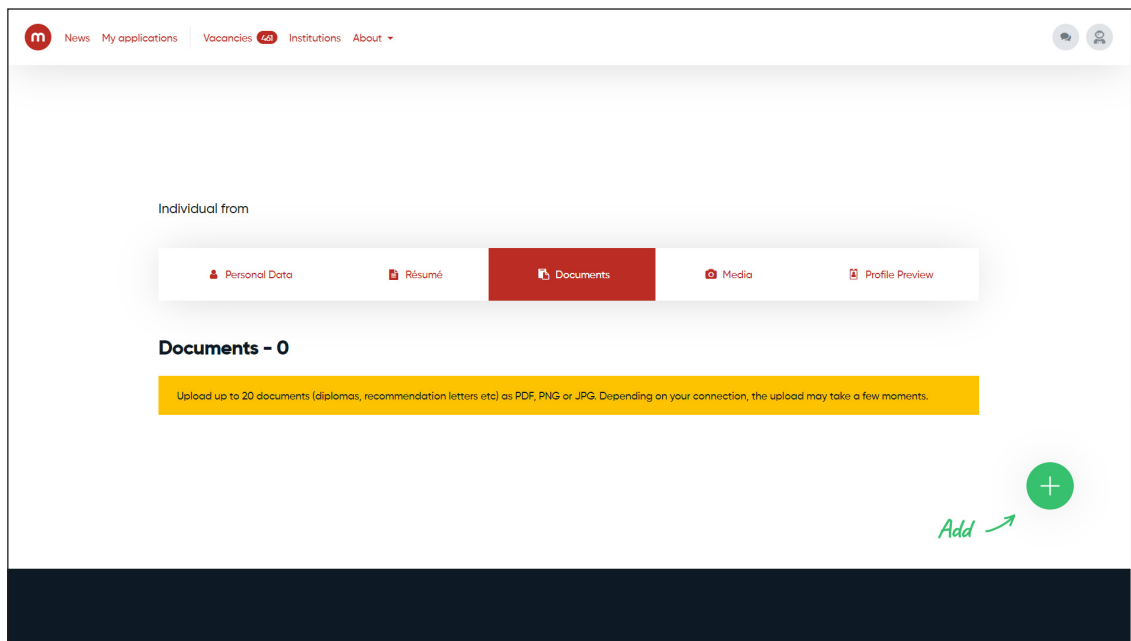 m News My applications Vacancies 461 Institutions About
Individual from
Personal Data Résumé Documents Media Profile Preview
Documents - 0
Upload up to 20 documents (diplomas, recommendation letters etc) as PDF, PNG or JPG. Depending on your connection, the upload may take a few moments.
Add